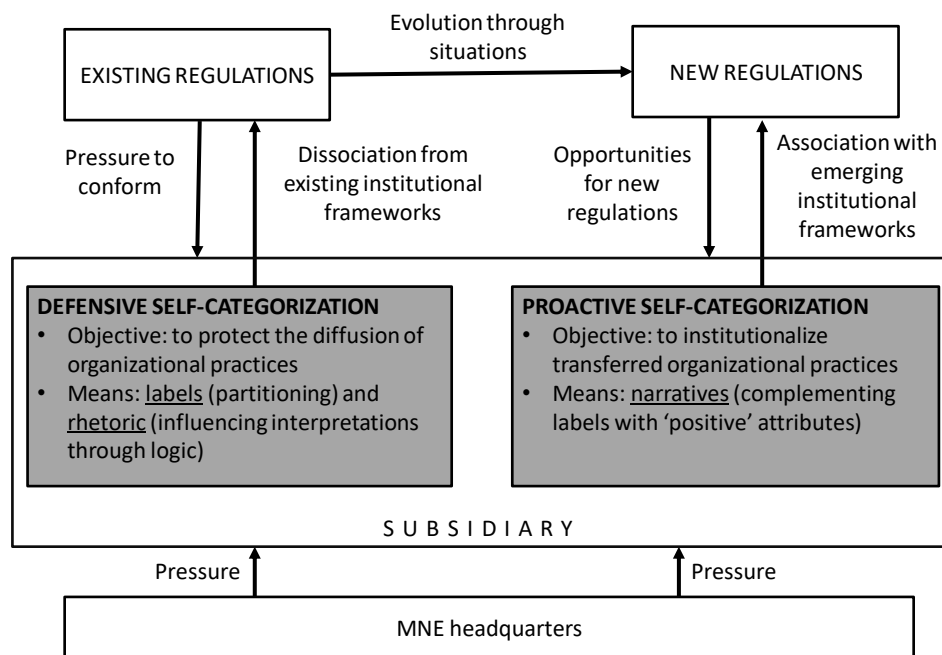 Evolution through
situations
EXISTING REGULATIONS
NEW REGULATIONS
Pressure to
conform
Dissociation from
existing institutional
frameworks
Opportunities
for new
regulations
Association with
emerging
institutional
frameworks
DEFENSIVE SELF-CATEGORIZATION
• Objective: to protect the diffusion of
organizational practices
• Means: labels (partitioning) and
rhetoric (influencing interpretations
through logic)
PROACTIVE SELF-CATEGORIZATION
• Objective: to institutionalize
transferred organizational practices
• Means: narratives (complementing
labels with ‘positive’ attributes)
S U B S I D I A R Y
Pressure
Pressure
MNE headquarters